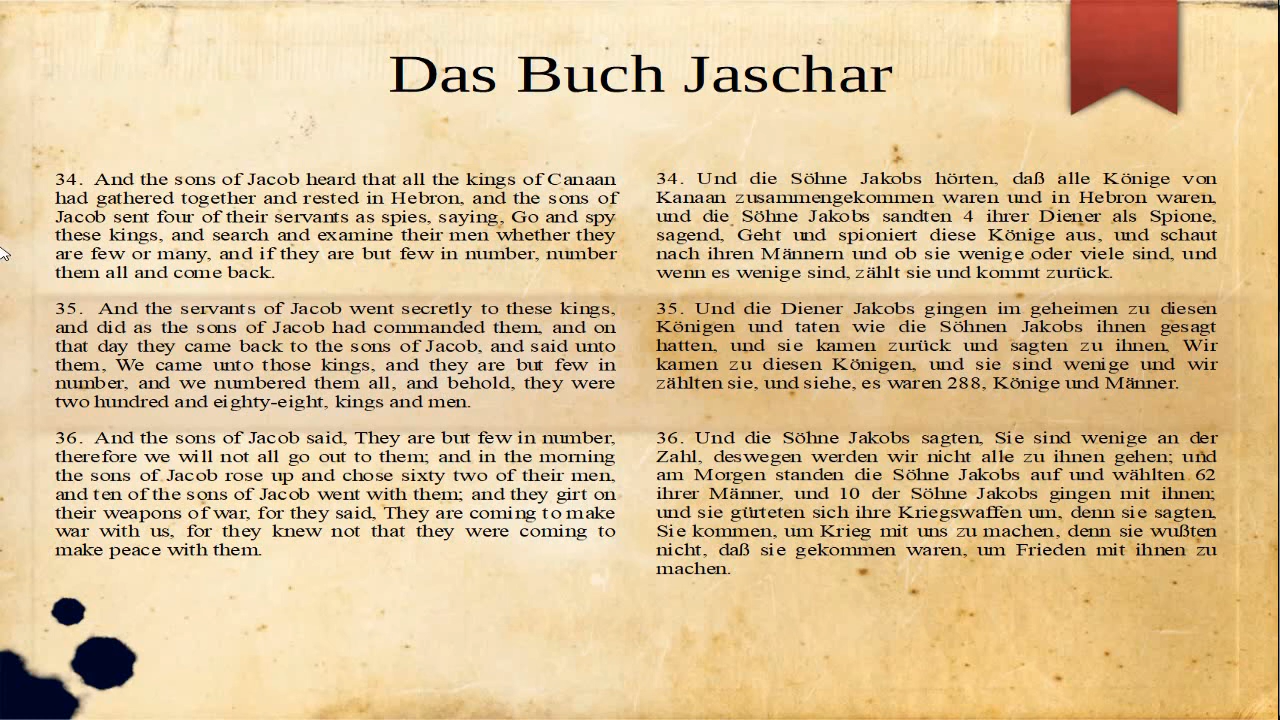 Das Buch Jaschar
34. And the sons of Jacob heard that all the kings of Canaan
had gathered together and rested in Hebron, and the sons of
Jacob sent four of their servants as spies, saying, Go and spy
these kings, and search and examine their men whether they
are few or many, and if they are but few in number, number
them all and come back.
35. And the servants of Jacob went secretly to these kings,
and did as the sons of Jacob had commanded them, and on
that day they came back to the sons of Jacob, and said unto
them, We came unto those kings, and they are but few in
number, and we numbered them all, and behold, they were
two hundred and eighty-eight, kings and men.
36. And the sons of Jacob said, They are but few in number,
therefore we will not all go out to them; and in the morning
the sons of Jacob rose up and chose sixty two of their men,
and ten of the sons of Jacob went with them; and they girt on
their weapons of war, for they said, They are coming to make
war with us, for they knew not that they were coming to
make peace with them.
34. Und die Söhne Jakobs hörten, daß alle Könige von
Kanaan zusammengekommen waren und in Hebron waren,
und die Söhne Jakobs sandten 4 ihrer Diener als Spione,
sagend, Geht und spioniert diese Könige aus, und schaut
nach ihren Männern und ob sie wenige oder viele sind, und
wenn es wenige sind, zählt sie und kommt zurück.
35. Und die Diener Jakobs gingen im geheimen zu diesen
Königen und taten wie die Söhnen Jakobs ihnen gesagt
hatten, und sie kamen zurück und sagten zu ihnen, Wir
kamen zu diesen Königen, und sie sind wenige und wir
zählten sie, und siehe, es waren 288, Könige und Männer.
36. Und die Söhne Jakobs sagten, Sie sind wenige an der
Zahl, deswegen werden wir nicht alle zu ihnen gehen; und
am Morgen standen die Söhne Jakobs auf und wählten 62
ihrer Männer, und 10 der Söhne Jakobs gingen mit ihnen;
und sie gürteten sich ihre Kriegswaffen um, denn sie sagten,
Sie kommen, um Krieg mit uns zu machen, denn sie wußten
nicht, daß sie gekommen waren, um Frieden mit ihnen zu
machen.